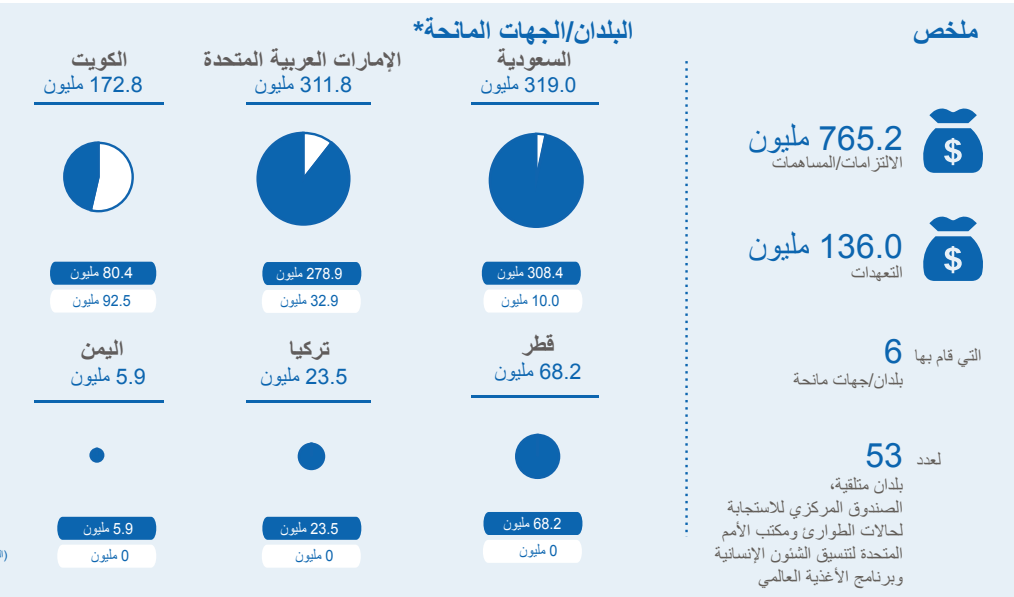 ملخص
765.2 مليون
الالتزامات/المساهمات
136.0 مليون
التعهدات
التي قام بها 6
بلدان/جهات مانحة
لعدد 53
بلدان متلقية،
الصندوق المركزي للاستجابة
لحالات الطوارئ ومكتب الأمم
المتحدة لتنسيق الشئون الإنسانية
وبرنامج الأغذية العالمي
البلدان/الجهات المانحة*
السعودية
319.0 مليون
308.4 مليون
10.0 مليون
الإمارات العربية المتحدة
311.8 مليون
278.9 مليون
32.9 مليون
الكويت
172.8 مليون
80.4 مليون
92.5 مليون
قطر
68.2 مليون
68.2 مليون
0 مليون
تركيا
23.5 مليون
23.5 مليون
0 مليون
اليمن
5.9 مليون
5.9 مليون
0 مليون